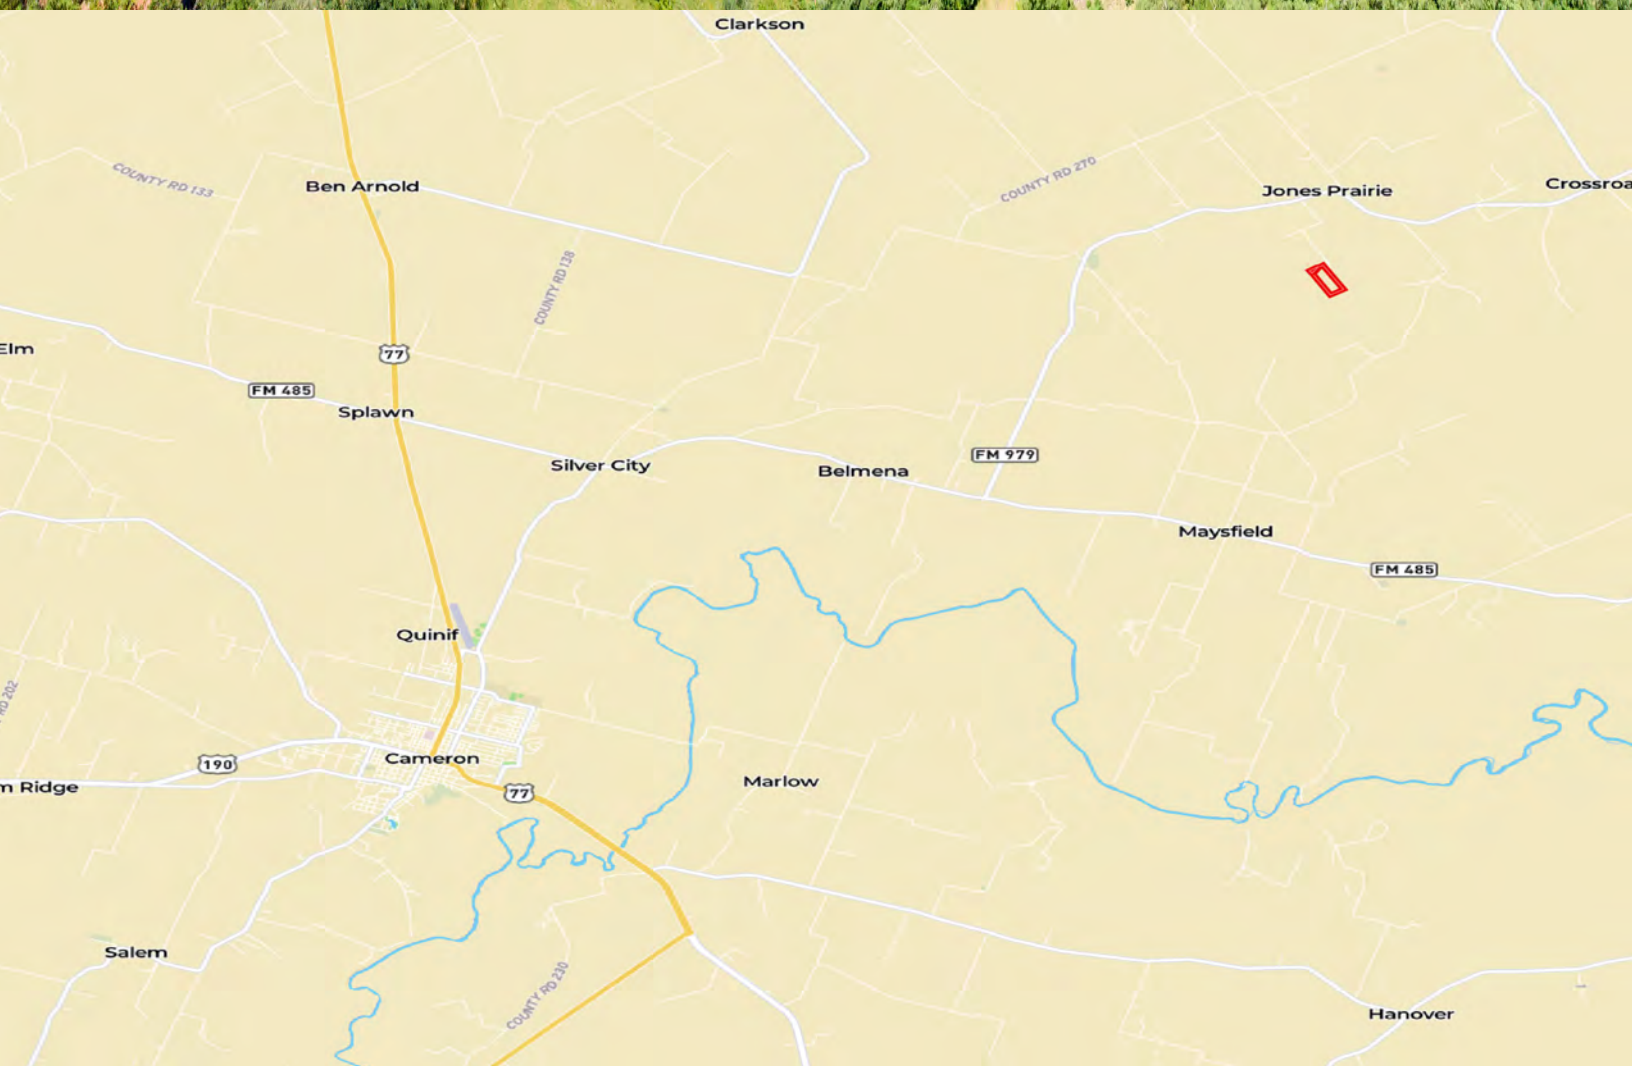 Clarkson
COUNTY RD 133
Ben Arnold
COUNTY RD 270
Jones Prairie
Crossroa
COUNTY RD 138
77
Elm
FM 485
Splawn
Silver City
Belmena
FM 979
Maysfield
FM 485
Quinif
RD 202
Cameron
190
m Ridge
77
Marlow
Salem
COUNTY RD 230
Hanover